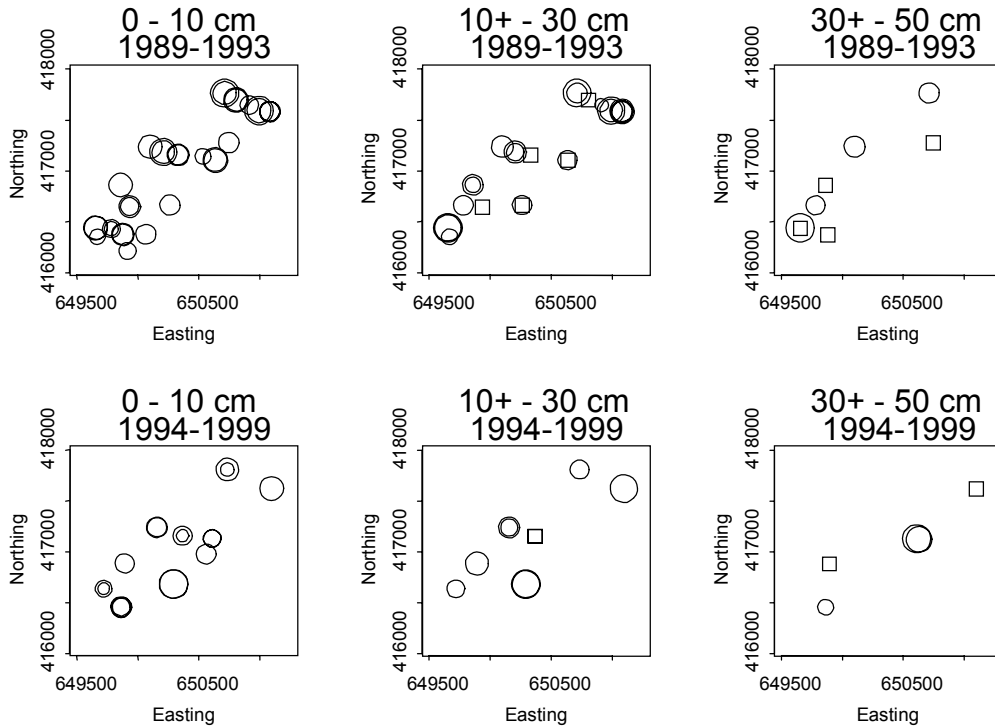 0 - 10 cm
1989-1993
Northing
418000
417000
416000
649500
650500
Easting
10+ - 30 cm
1989-1993
Northing
418000
417000
416000
649500
650500
Easting
30+ - 50 cm
1989-1993
Northing
418000
417000
416000
649500
650500
Easting
0 - 10 cm
1994-1999
Northing
418000
417000
416000
649500
650500
Easting
10+ - 30 cm
1994-1999
Northing
418000
417000
416000
649500
650500
Easting
30+ - 50 cm
1994-1999
Northing
418000
417000
416000
649500
650500
Easting